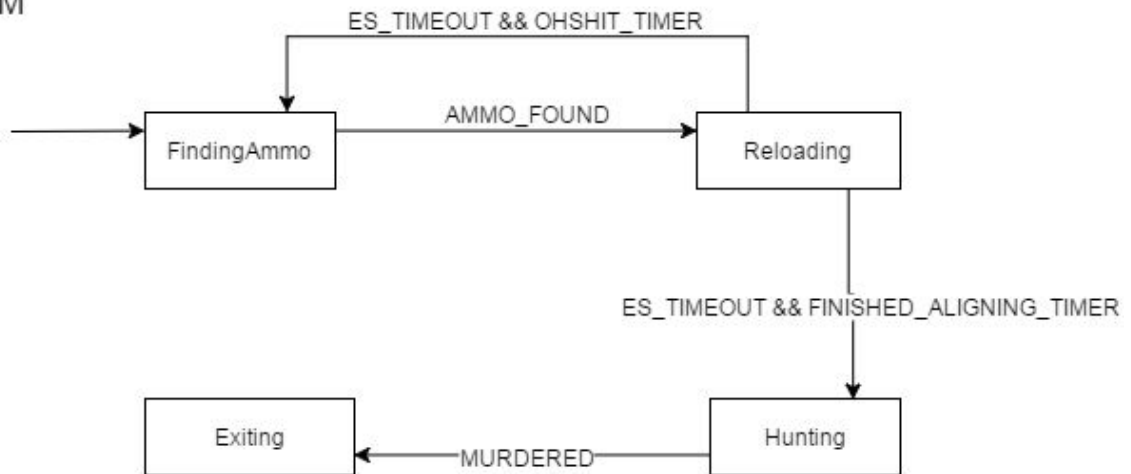 M
ES_TIMEOUT && OHSHIT_TIMER
AMMO_FOUND
FindingAmmo
Reloading
ES_TIMEOUT && FINISHED_ALIGNING_TIMER
Exiting
MURDERED
Hunting